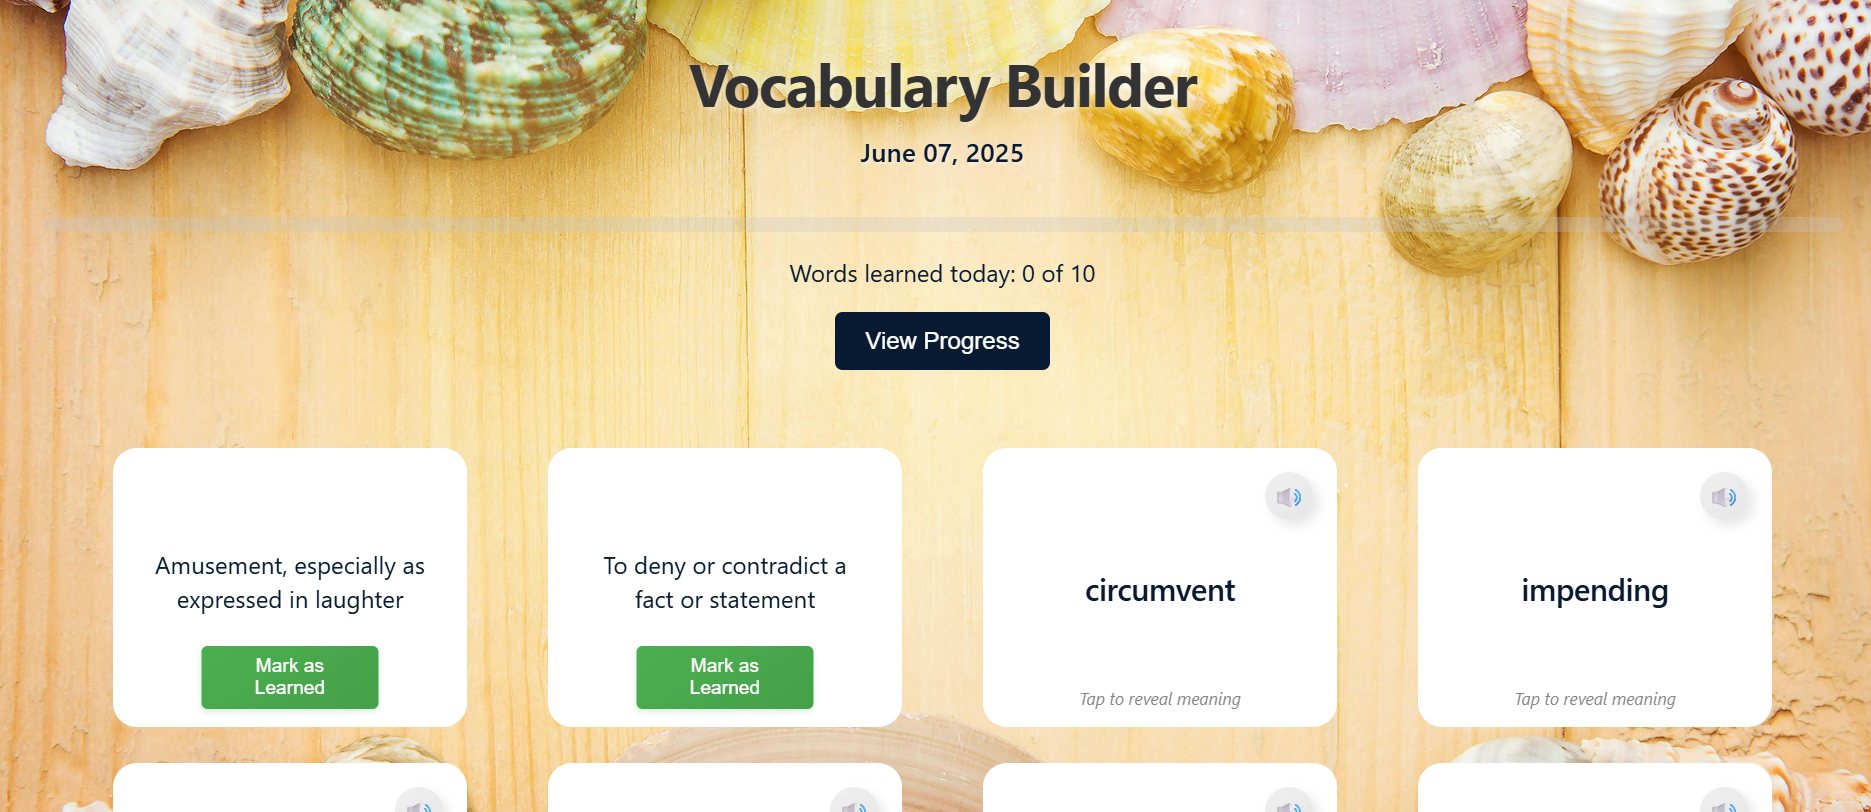 Vocabulary Builder
June 07, 2025
Words learned today: 0 of 10
View Progress
Amusement, especially as
expressed in laughter
Mark as
Learned
To deny or contradict a
fact or statement
Mark as
Learned
circumvent
Tap to reveal meaning
impending
Tap to reveal meaning